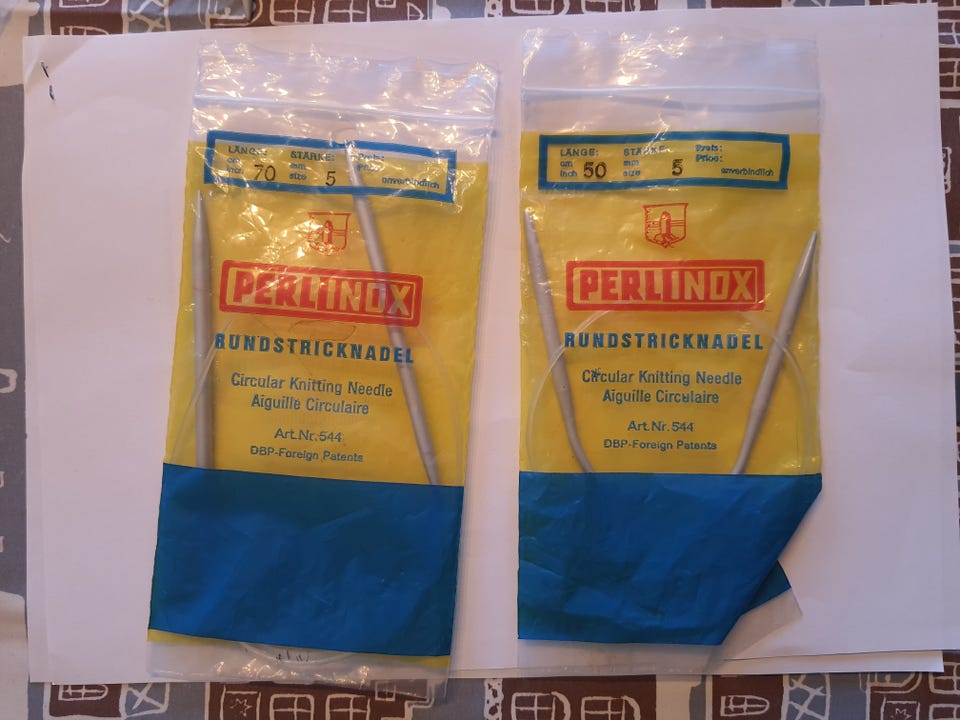 LÄNGE: STÄRKE: Preis:
cm mm Price:
inch 70 size 5 unverbindlich
PERLINOX
RUNDSTRICKNADEL
Circular Knitting Needle
Aiguille Circulaire
Art.Nr. 544
DBP-Foreign Patents
LÄNGE: STÄRKE: Preis:
cm mm Price:
inch 50 size 5 unverbindlich
PERLINOX
RUNDSTRICKNADEL
Circular Knitting Needle
Aiguille Circulaire
Art.Nr. 544
DBP-Foreign Patents